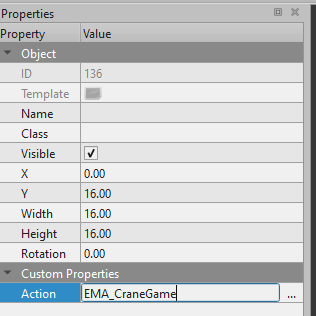 Properties
Property Value
Object
ID 136
Template
Name
Class
Visible
X 0.00
Y 16.00
Width 16.00
Height 16.00
Rotation 0.00
Custom Properties
Action EMA_CraneGame ...